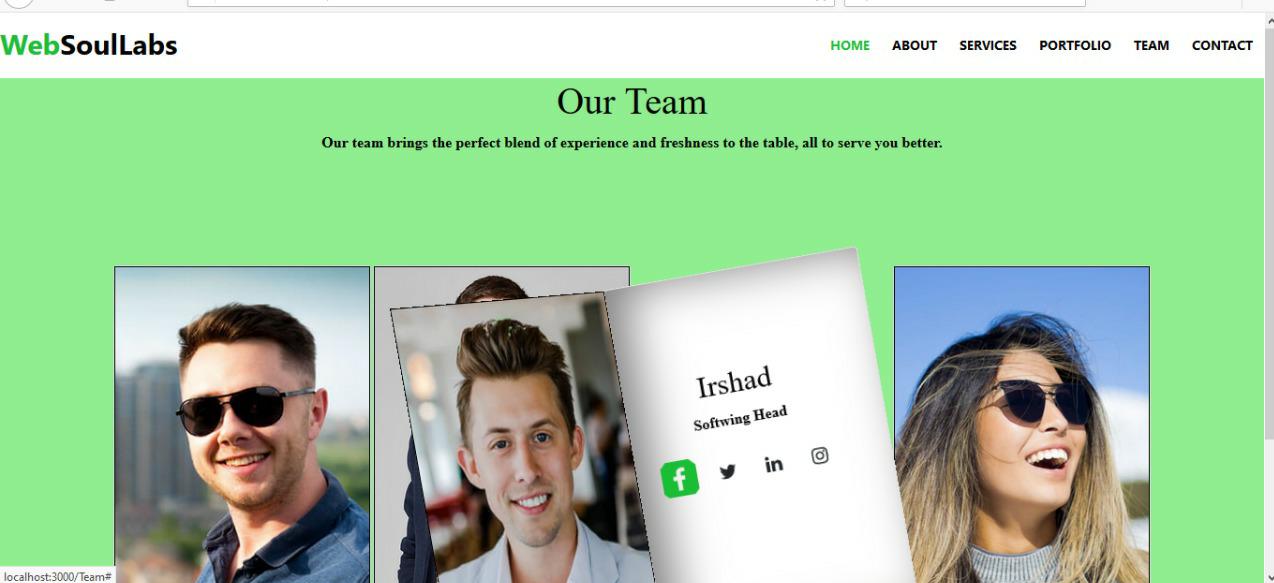 WebSoulLabs
HOME ABOUT SERVICES PORTFOLIO TEAM CONTACT
Our Team
Our team brings the perfect blend of experience and freshness to the table, all to serve you better.
Irshad
Softwing Head
localhost:3000/Team#